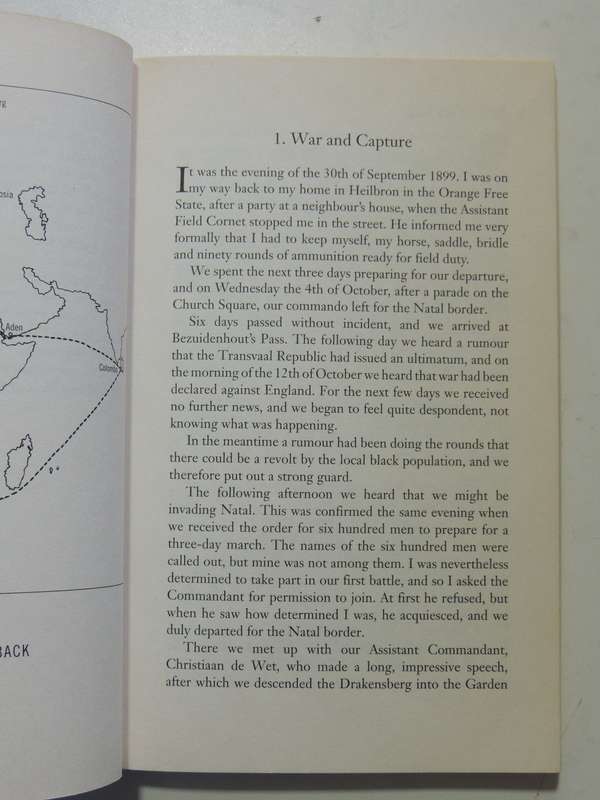 Aden
Colombo
BACK
1. War and Capture
It was the evening of the 30th of September 1899. I was on
my way back to my home in Heilbron in the Orange Free
State, after a party at a neighbour's house, when the Assistant
Field Cornet stopped me in the street. He informed me very
formally that I had to keep myself, my horse, saddle, bridle
and ninety rounds of ammunition ready for field duty.
We spent the next three days preparing for our departure,
and on Wednesday the 4th of October, after a parade on the
Church Square, our commando left for the Natal border.
Six days passed without incident, and we arrived at
Bezuidenhout's Pass. The following day we heard a rumour
that the Transvaal Republic had issued an ultimatum, and on
the morning of the 12th of October we heard that war had been
declared against England. For the next few days we received
no further news, and we began to feel quite despondent, not
knowing what was happening.
In the meantime a rumour had been doing the rounds that
there could be a revolt by the local black population, and we
therefore put out a strong guard.
The following afternoon we heard that we might be
invading Natal. This was confirmed the same evening when
we received the order for six hundred men to prepare for a
three-day march. The names of the six hundred men were
called out, but mine was not among them. I was nevertheless
determined to take part in our first battle, and so I asked the
Commandant for permission to join. At first he refused, but
when he saw how determined I was, he acquiesced, and we
duly departed for the Natal border.
There we met up with our Assistant Commandant,
Christiaan de Wet, who made a long, impressive speech,
after which we descended the Drakensberg into the Garden